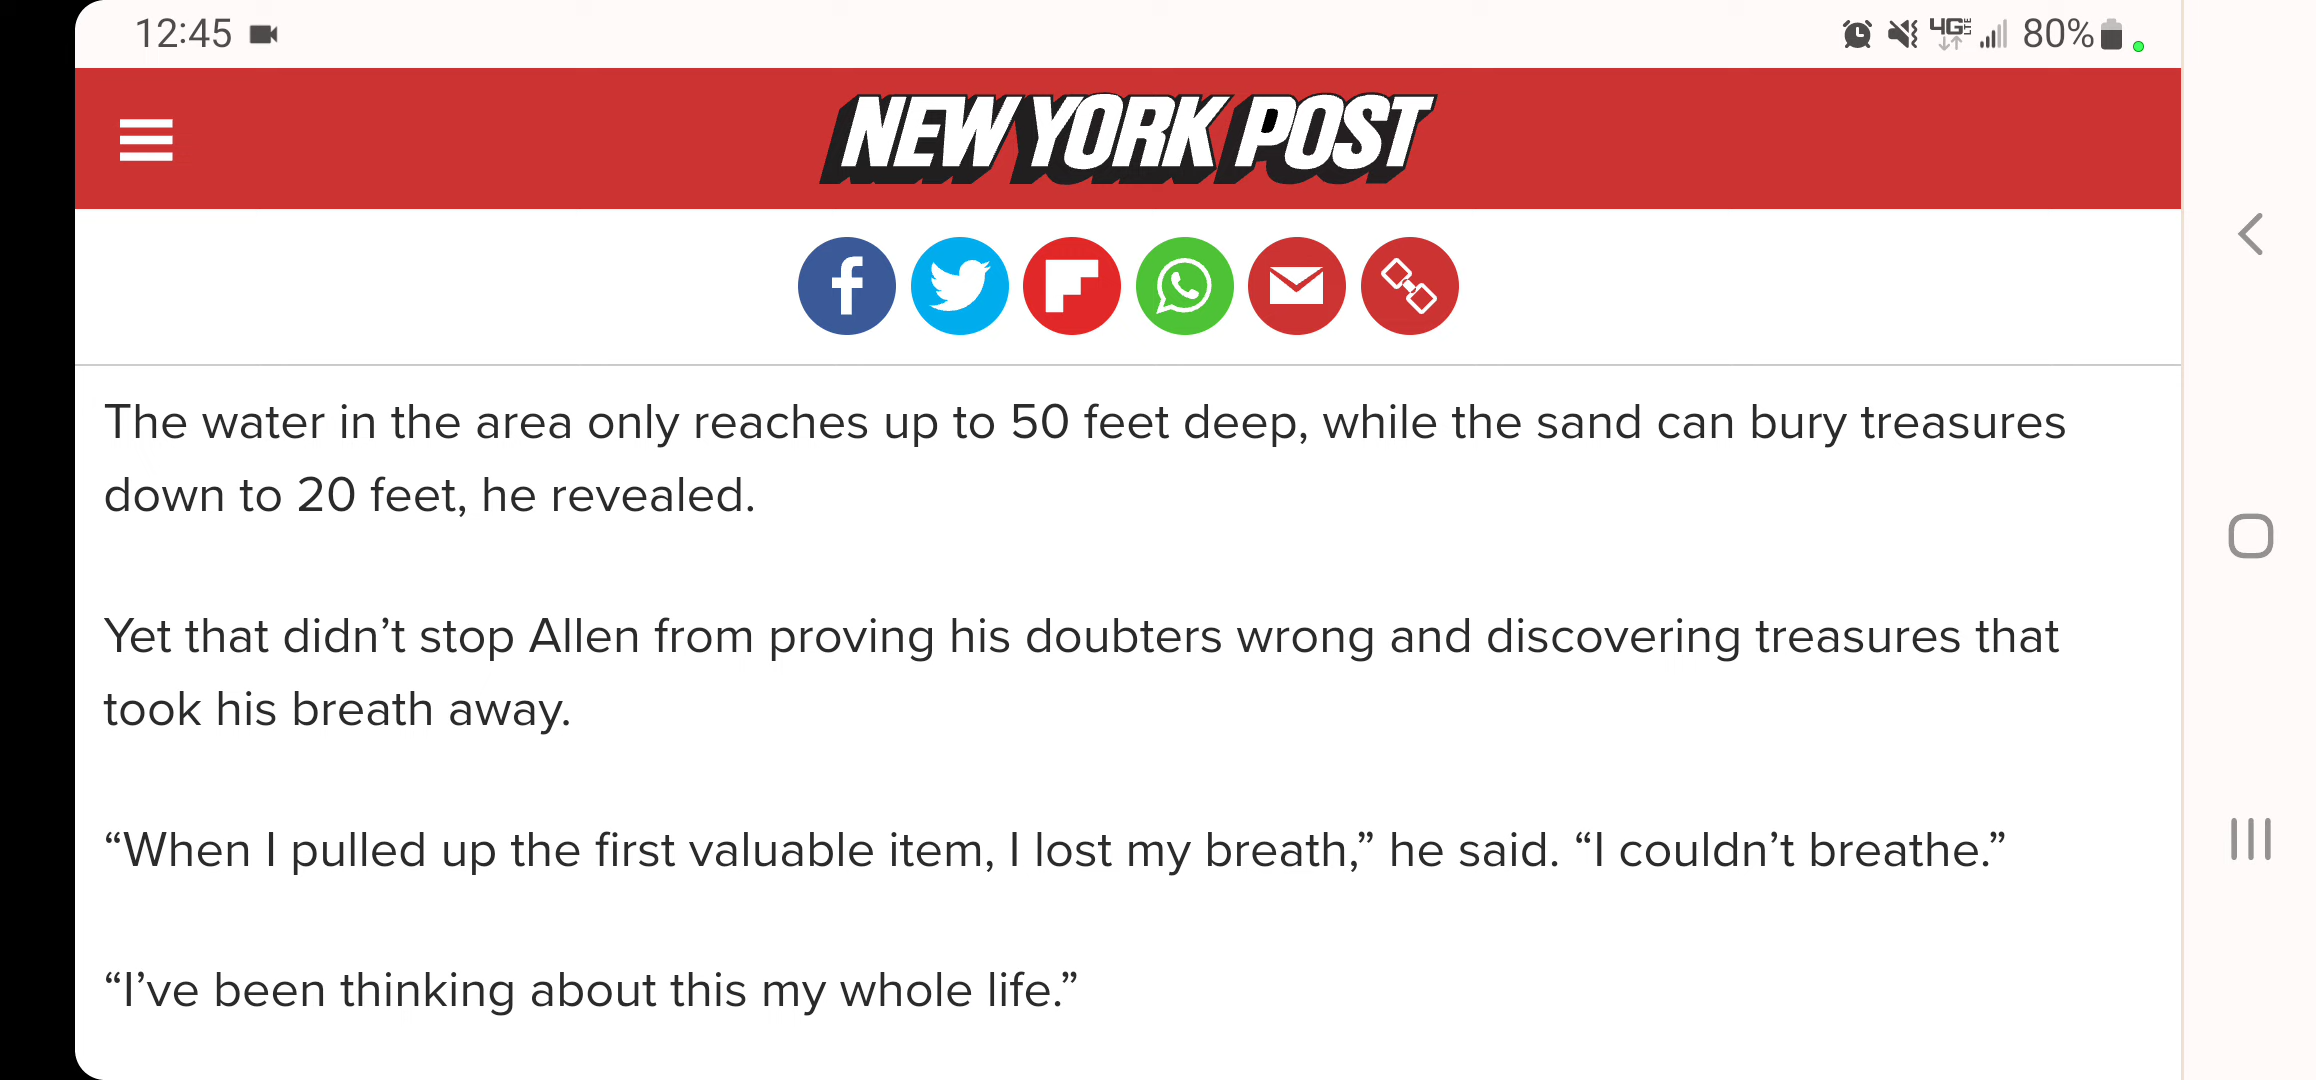 12:45
4G LTE 80%
NEW YORK POST
The water in the area only reaches up to 50 feet deep, while the sand can bury treasures
down to 20 feet, he revealed.
Yet that didn’t stop Allen from proving his doubters wrong and discovering treasures that
took his breath away.
“When I pulled up the first valuable item, I lost my breath,” he said. “I couldn’t breathe.”
“I’ve been thinking about this my whole life.”